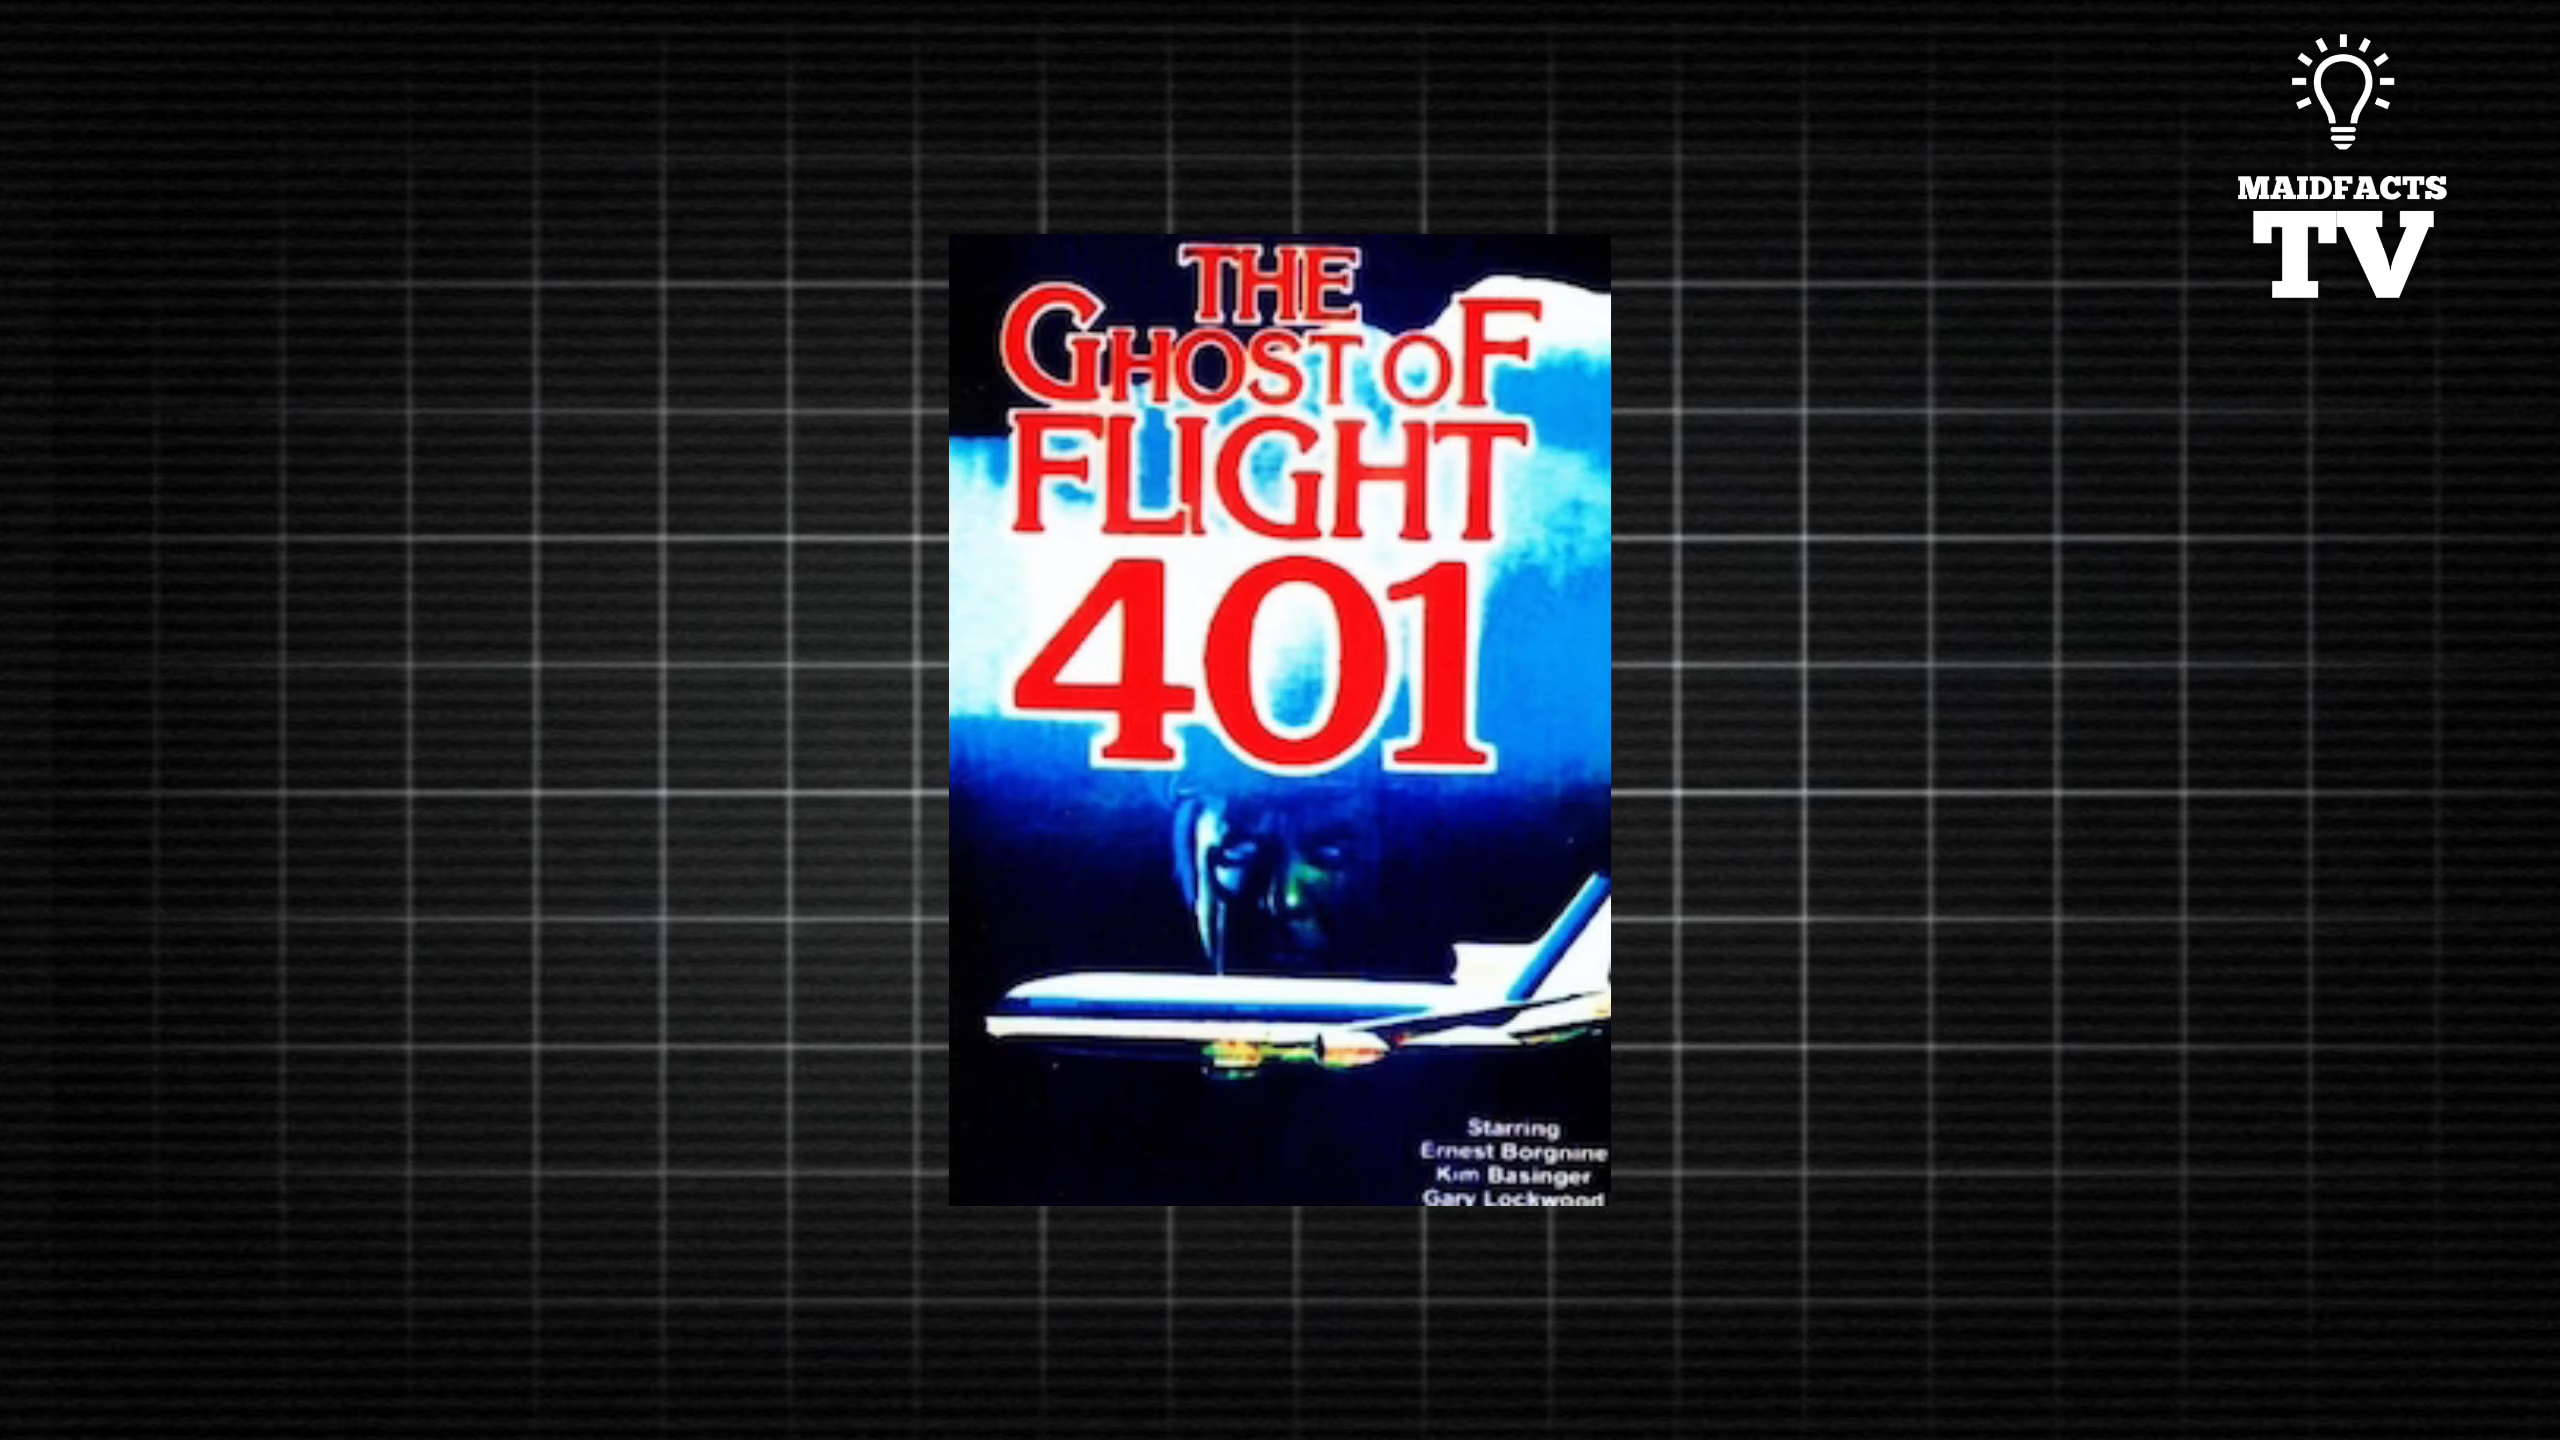 THE
GHOST OF
FLIGHT
401
Starring
Ernest Borgnine
Kim Basinger
Gary Lockwood
MAIDFACTS
TV